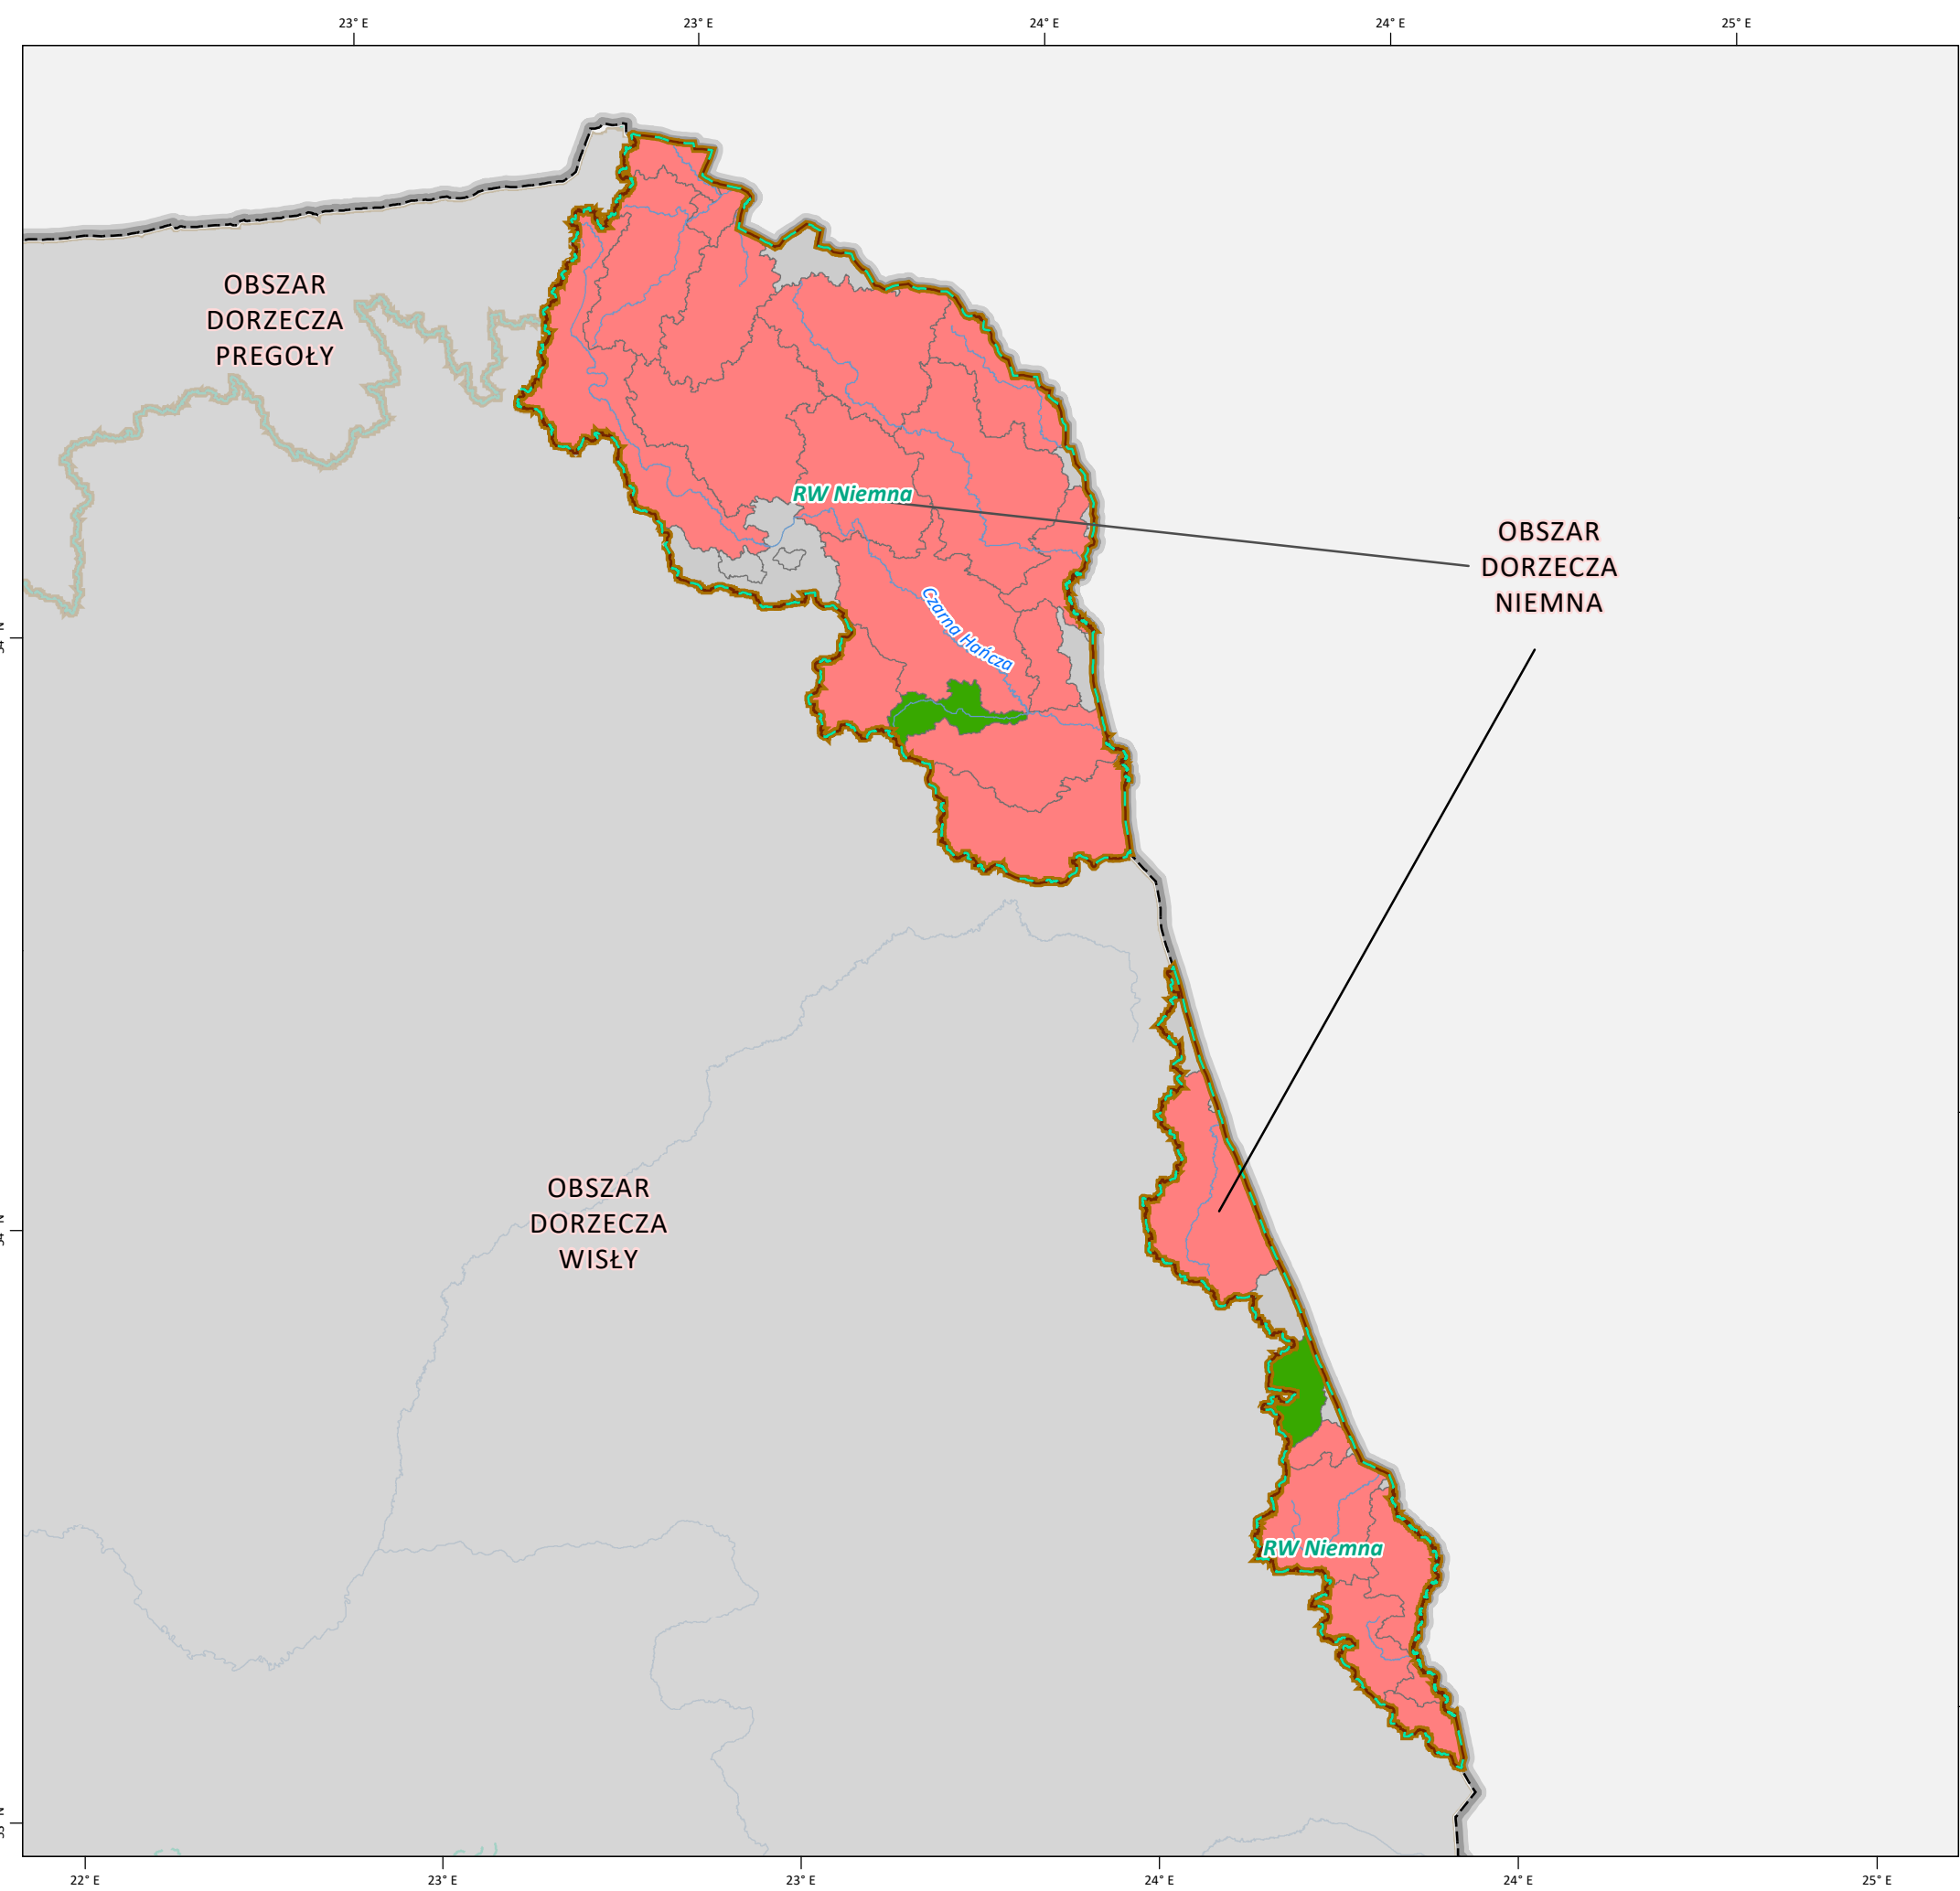 23° E
23° E
24° E
24° E
25° E
OBSZAR
DORZECZA
PREGOŁY
RW Niemna
OBSZAR
DORZECZA
NIEMNA
Czarna Hańcza
OBSZAR
DORZECZA
WISŁY
RW Niemna
22° E
23° E
23° E
24° E
24° E
25° E